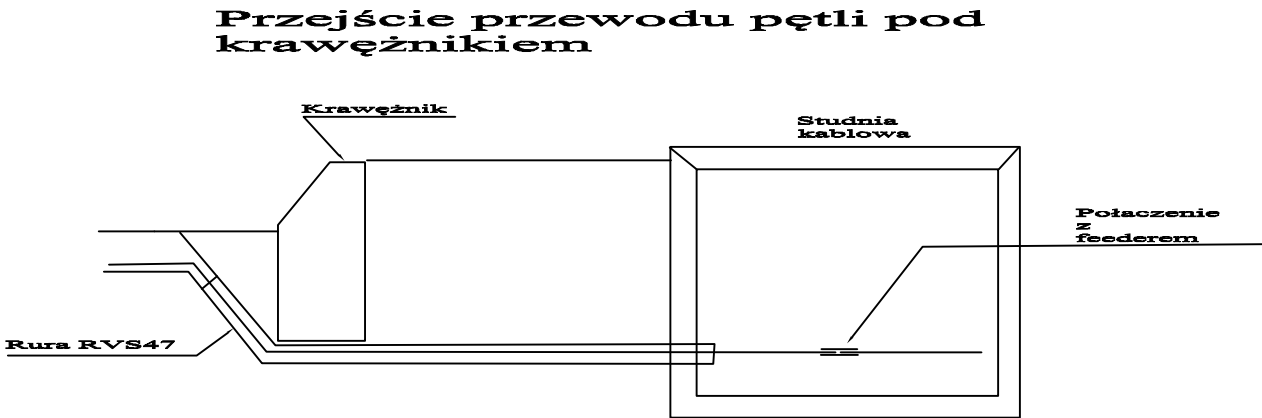 Przejście przewodu pętli pod
krawężnikiem
Krawężnik
Studnia
kablowa
Połaczenie
z
feederem
Rura RVS47